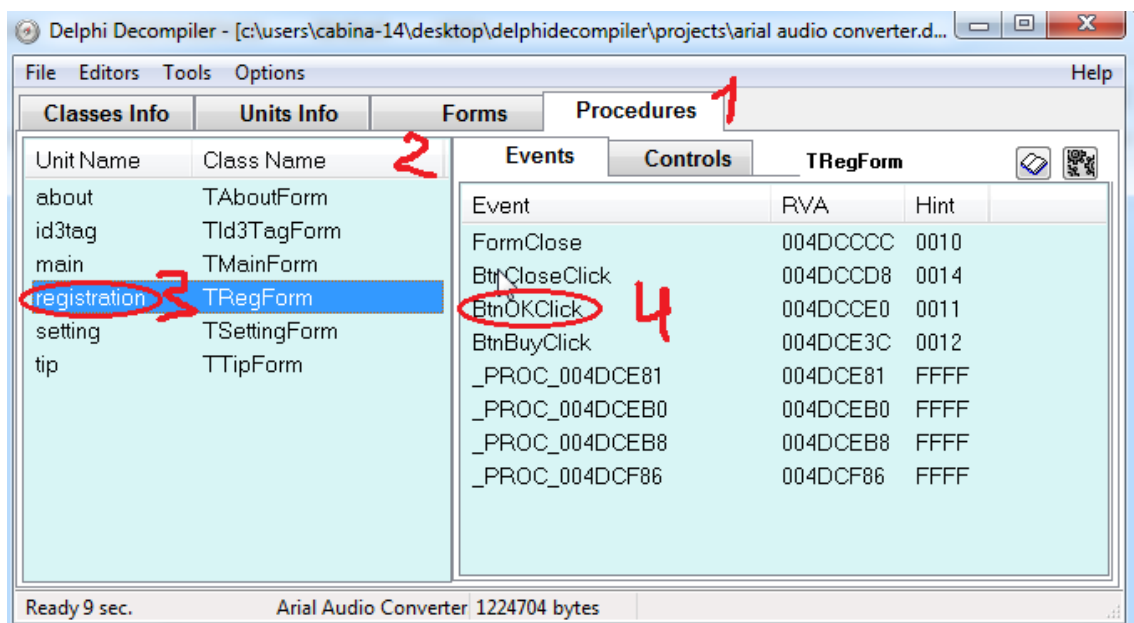 Delphi Decompiler - [c:\users\cabina-14\desktop\delphidecompiler\projects\arial audio converter.d...
File Editors Tools Options Help
Classes Info Units Info Forms Procedures 1
Unit Name Class Name 2
about TAboutForm
id3tag TId3TagForm
main TMainForm
registration 3 TRegForm
setting TSettingForm
tip TTipForm
Events Controls TRegForm
Event RVA Hint
FormClose 004DCCCC 0010
BtnCloseClick 004DCCD8 0014
BtnOKClick 4 004DCCE0 0011
BtnBuyClick 004DCE3C 0012
_PROC_004DCE81 004DCE81 FFFF
_PROC_004DCEB0 004DCEB0 FFFF
_PROC_004DCEB8 004DCEB8 FFFF
_PROC_004DCF86 004DCF86 FFFF
Ready 9 sec. Arial Audio Converter 1224704 bytes